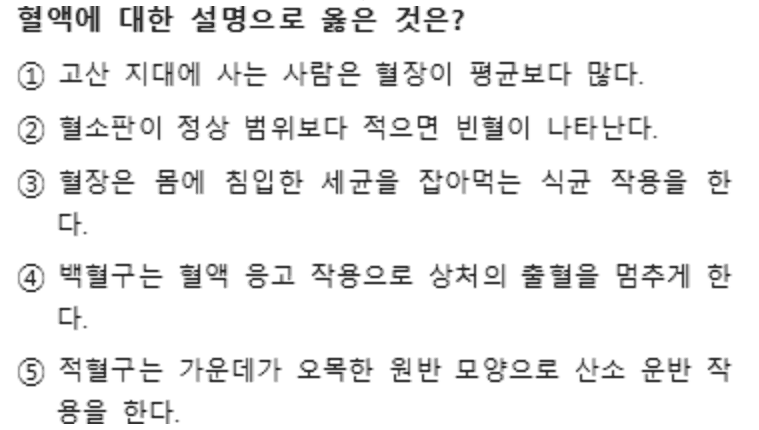 혈액에 대한 설명으로 옳은 것은?
① 고산 지대에 사는 사람은 혈장이 평균보다 많다.
② 혈소판이 정상 범위보다 적으면 빈혈이 나타난다.
③ 혈장은 몸에 침입한 세균을 잡아먹는 식균 작용을 한
다.
④ 백혈구는 혈액 응고 작용으로 상처의 출혈을 멈추게 한
다.
⑤ 적혈구는 가운데가 오목한 원반 모양으로 산소 운반 작
용을 한다.